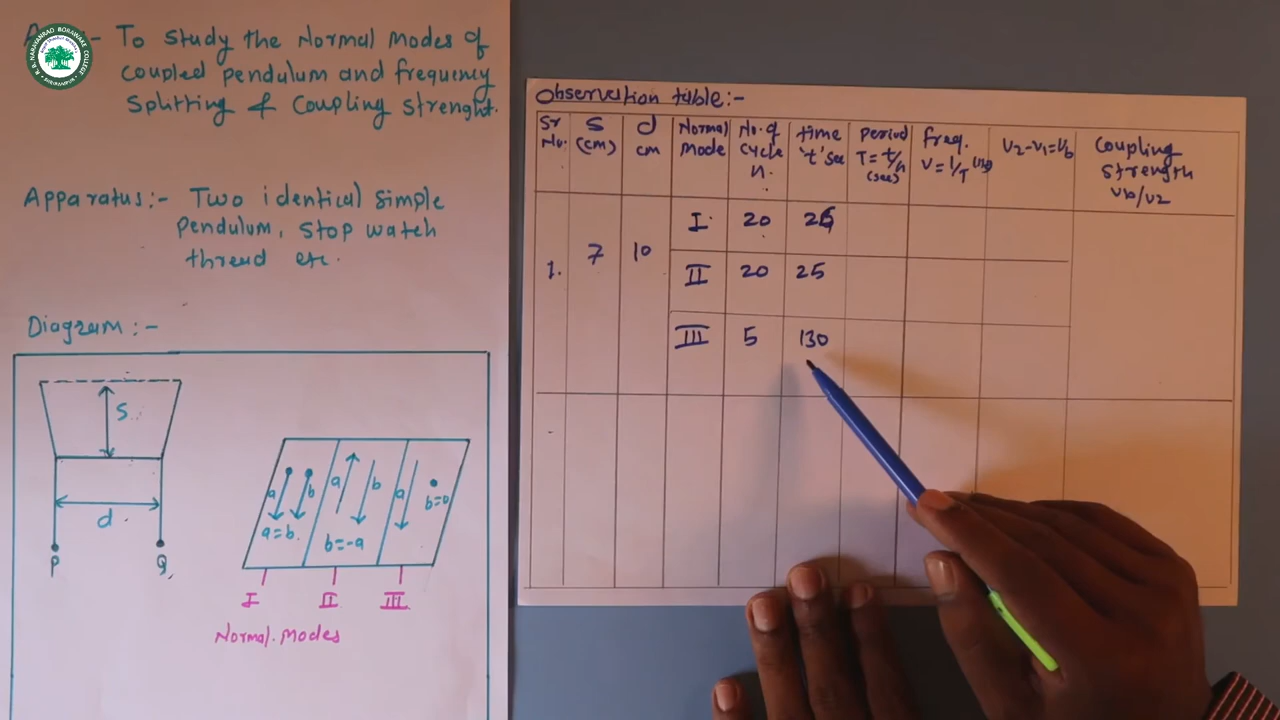 - To Study the Normal Modes of
coupled pendulum and frequency
Splitting & Coupling Strenght.
Apparatus:- Two identical simple
pendulum, stop watch
thread etc.
Diagram:-
S
d
P
Q
a b a b a
b=0
a=b. b=-a
I II III
Normal. modes
Observation table:-
Sr No. S (cm) d cm Normal mode No. of cycle n. time 't' sec period T=t/n (sec) freq. ν=1/T ν2-ν1=νb Coupling Strength νb/ν2
I 20 26
1. 7 10
II 20 25
III 5 130